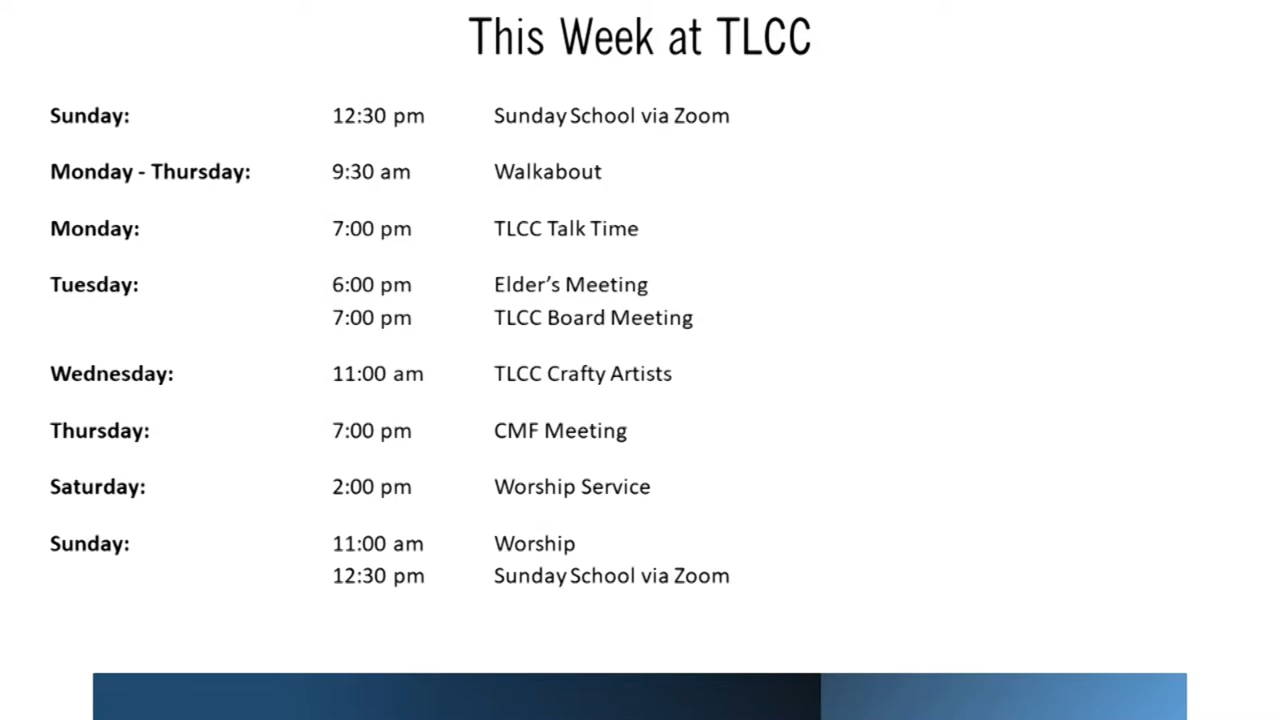 This Week at TLCC
Sunday: 12:30 pm Sunday School via Zoom
Monday - Thursday: 9:30 am Walkabout
Monday: 7:00 pm TLCC Talk Time
Tuesday: 6:00 pm Elder’s Meeting
7:00 pm TLCC Board Meeting
Wednesday: 11:00 am TLCC Crafty Artists
Thursday: 7:00 pm CMF Meeting
Saturday: 2:00 pm Worship Service
Sunday: 11:00 am Worship
12:30 pm Sunday School via Zoom